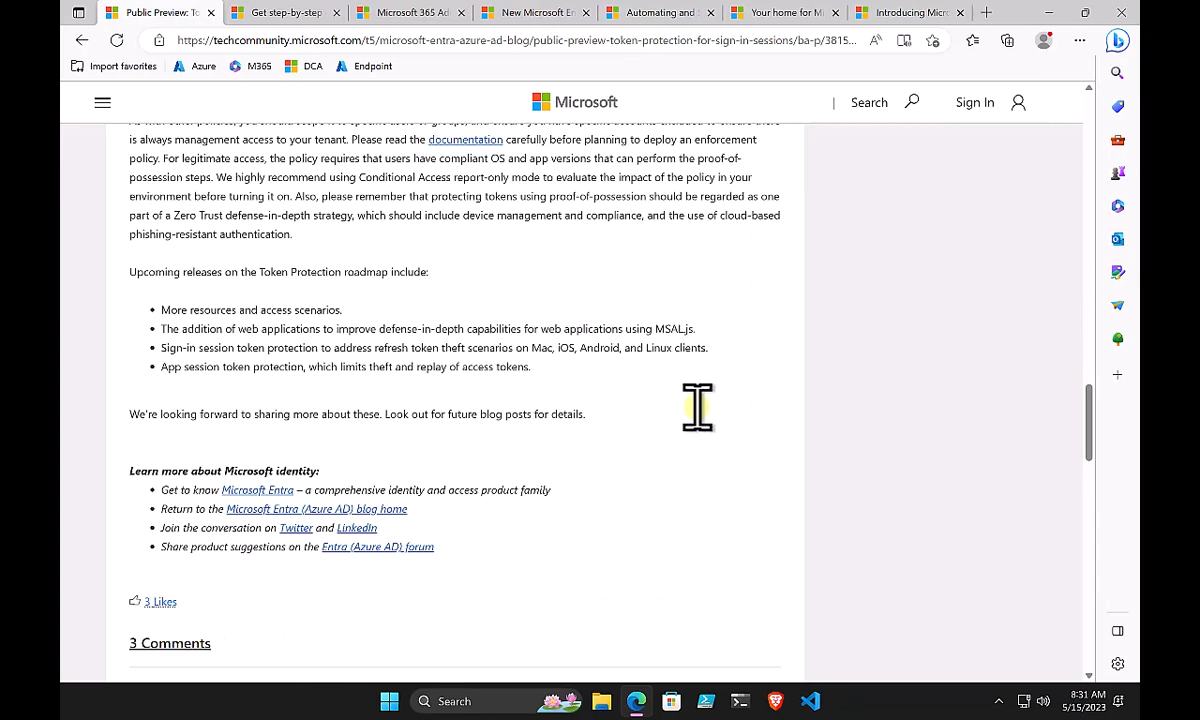 Public Preview: To
Get step-by-step
Microsoft 365 Ad
New Microsoft En
Automating and
Your home for Mi
Introducing Micr
https://techcommunity.microsoft.com/t5/microsoft-entra-azure-ad-blog/public-preview-token-protection-for-sign-in-sessions/ba-p/3815...
Import favorites
Azure
M365
DCA
Endpoint
Microsoft
Search
Sign In
is always management access to your tenant. Please read the documentation carefully before planning to deploy an enforcement
policy. For legitimate access, the policy requires that users have compliant OS and app versions that can perform the proof-of-
possession steps. We highly recommend using Conditional Access report-only mode to evaluate the impact of the policy in your
environment before turning it on. Also, please remember that protecting tokens using proof-of-possession should be regarded as one
part of a Zero Trust defense-in-depth strategy, which should include device management and compliance, and the use of cloud-based
phishing-resistant authentication.
Upcoming releases on the Token Protection roadmap include:
• More resources and access scenarios.
• The addition of web applications to improve defense-in-depth capabilities for web applications using MSAL.js.
• Sign-in session token protection to address refresh token theft scenarios on Mac, iOS, Android, and Linux clients.
• App session token protection, which limits theft and replay of access tokens.
We're looking forward to sharing more about these. Look out for future blog posts for details.
Learn more about Microsoft identity:
• Get to know Microsoft Entra – a comprehensive identity and access product family
• Return to the Microsoft Entra (Azure AD) blog home
• Join the conversation on Twitter and LinkedIn
• Share product suggestions on the Entra (Azure AD) forum
3 Likes
3 Comments
Search
8:31 AM
5/15/2023